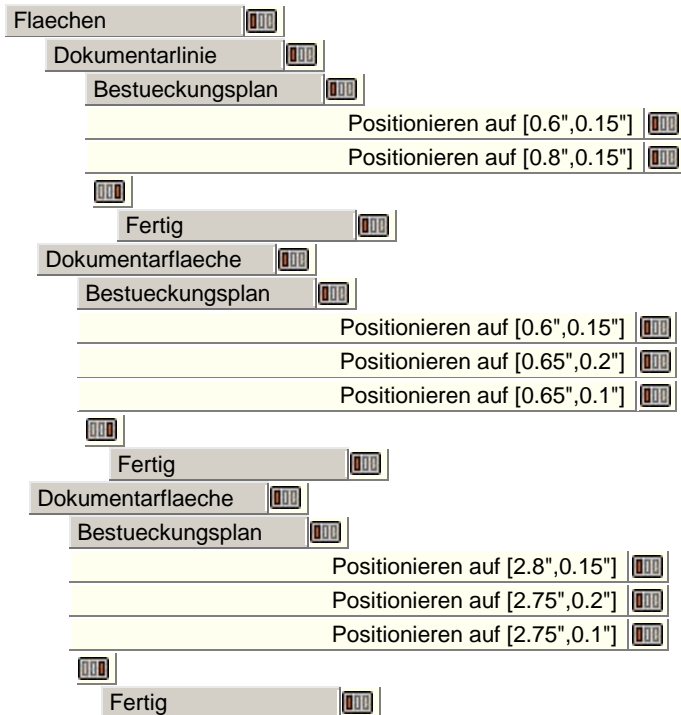 Flaechen
Dokumentarlinie
Bestueckungsplan
Positionieren auf [0.6",0.15"]
Positionieren auf [0.8",0.15"]
Fertig
Dokumentarflaeche
Bestueckungsplan
Positionieren auf [0.6",0.15"]
Positionieren auf [0.65",0.2"]
Positionieren auf [0.65",0.1"]
Fertig
Dokumentarflaeche
Bestueckungsplan
Positionieren auf [2.8",0.15"]
Positionieren auf [2.75",0.2"]
Positionieren auf [2.75",0.1"]
Fertig